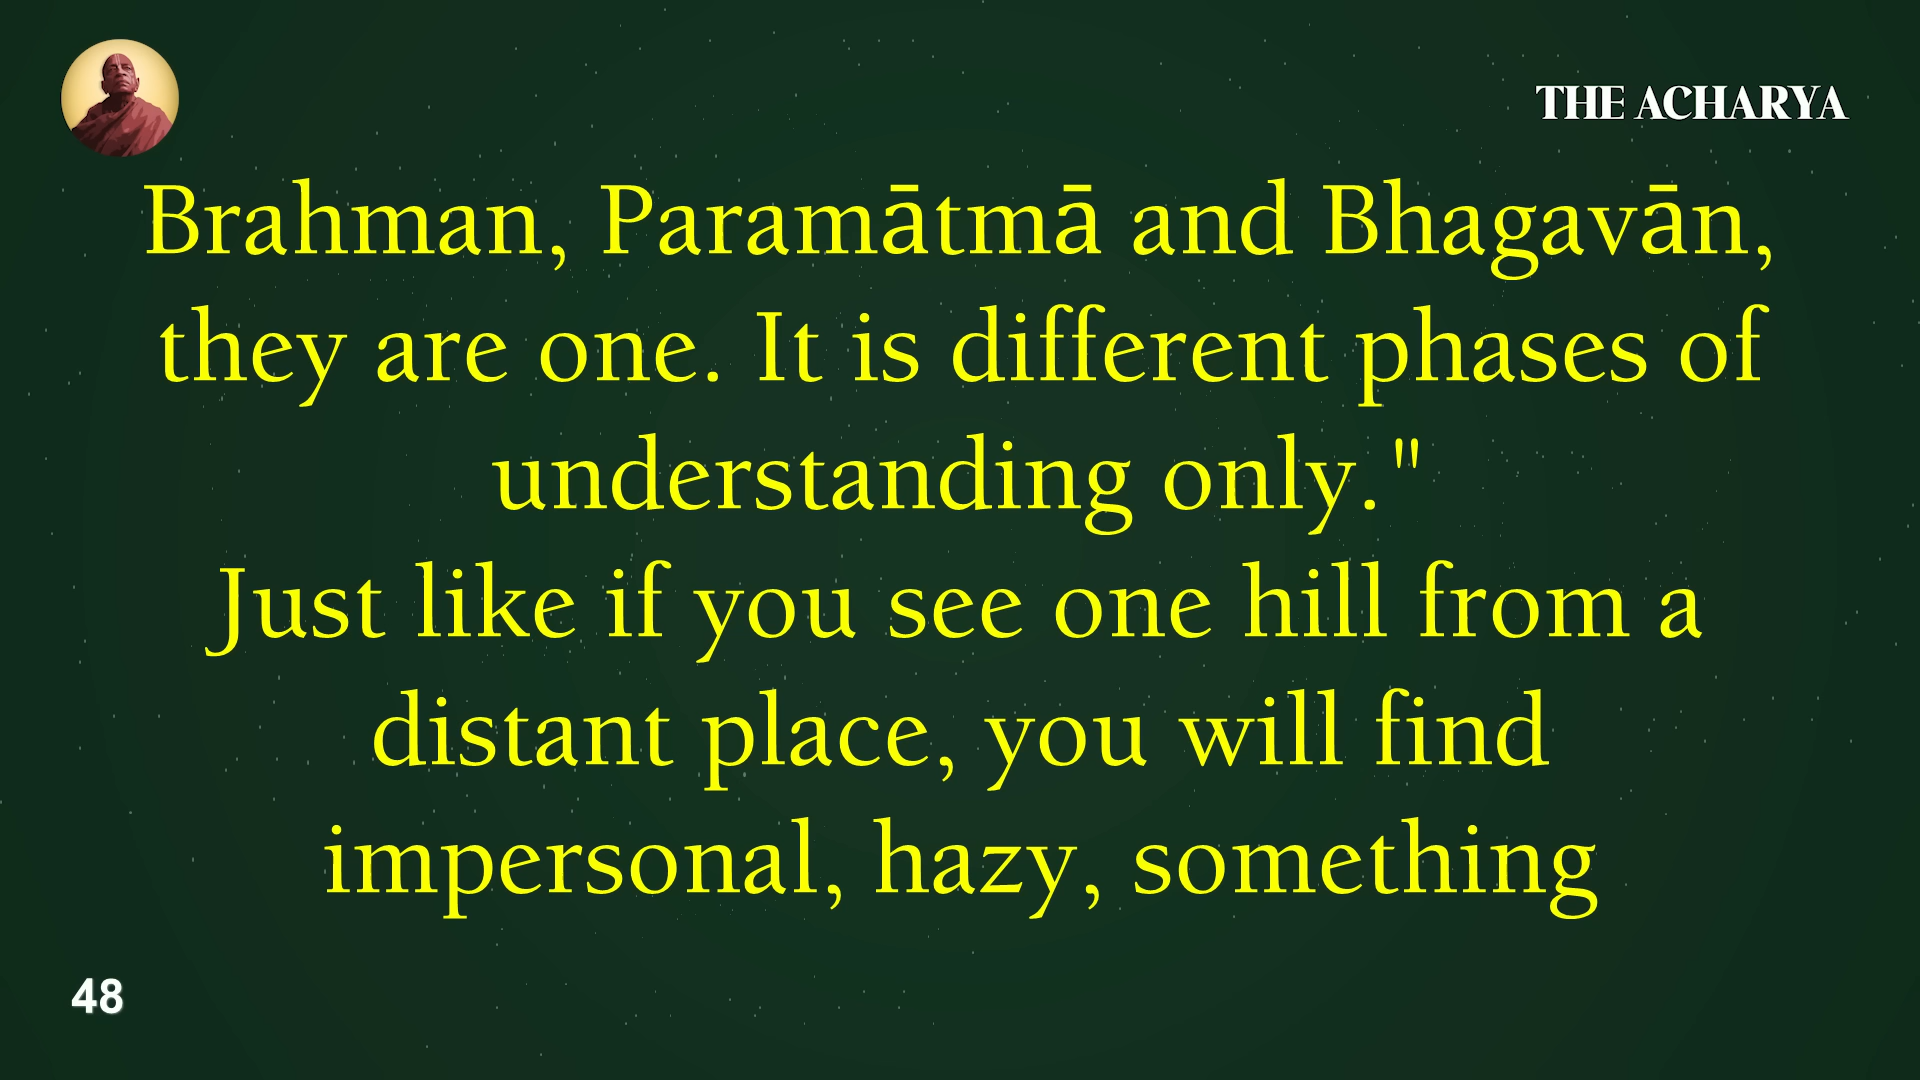 THE ACHARYA
Brahman, Paramātmā and Bhagavān,
they are one. It is different phases of
understanding only."
Just like if you see one hill from a
distant place, you will find
impersonal, hazy, something
48